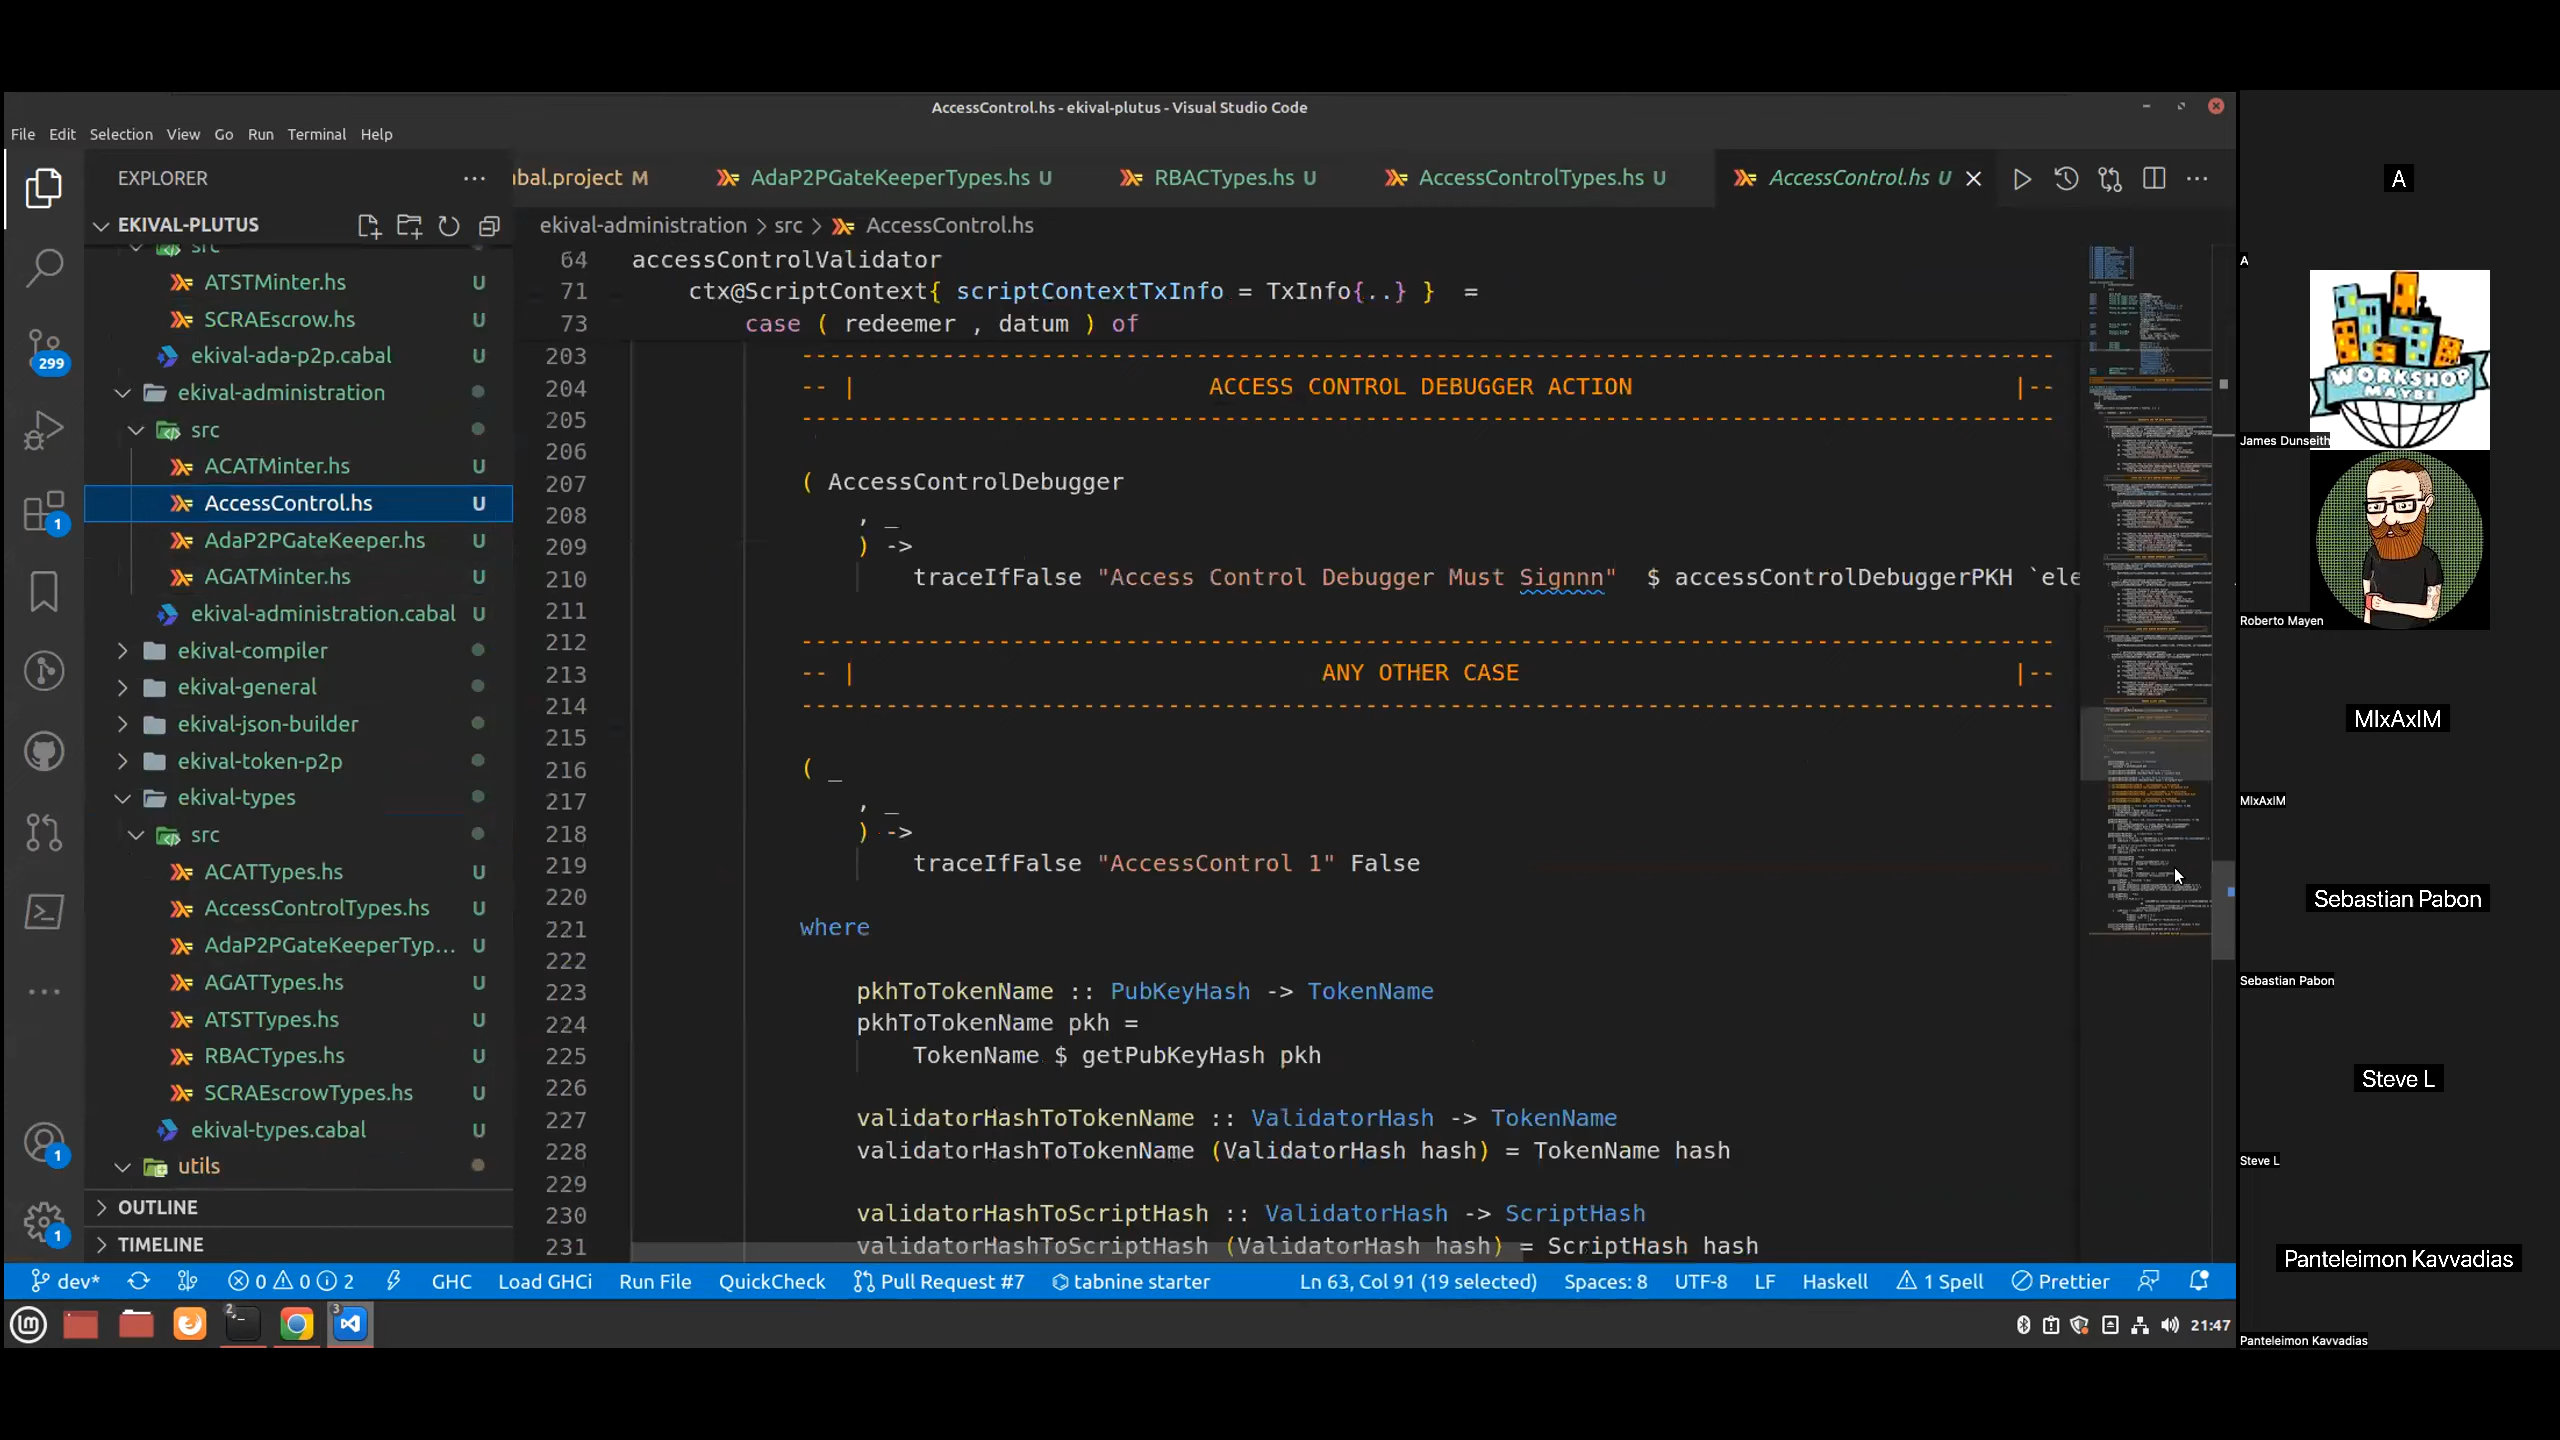 AccessControl.hs - ekival-plutus - Visual Studio Code
File Edit Selection View Go Run Terminal Help
EXPLORER
EKIVAL-PLUTUS
src
ATSTMinter.hs U
SCRAEscrow.hs U
ekival-ada-p2p.cabal U
ekival-administration
src
ACATMinter.hs U
AccessControl.hs U
AdaP2PGateKeeper.hs U
AGATMinter.hs U
ekival-administration.cabal U
ekival-compiler
ekival-general
ekival-json-builder
ekival-token-p2p
ekival-types
src
ACATTypes.hs U
AccessControlTypes.hs U
AdaP2PGateKeeperTyp... U
AGATTypes.hs U
ATSTTypes.hs U
RBACTypes.hs U
SCRAEscrowTypes.hs U
ekival-types.cabal U
utils
OUTLINE
TIMELINE
299
1
1
1
abal.project M AdaP2PGateKeeperTypes.hs U RBACTypes.hs U AccessControlTypes.hs U AccessControl.hs U
ekival-administration > src > AccessControl.hs
64 accessControlValidator
71 ctx@ScriptContext{ scriptContextTxInfo = TxInfo{..} } =
73 case ( redeemer , datum ) of
203 -----------------------------------------------------------------------------------------
204 -- | ACCESS CONTROL DEBUGGER ACTION |--
205 -----------------------------------------------------------------------------------------
206
207 ( AccessControlDebugger
208 , _
209 ) ->
210 traceIfFalse "Access Control Debugger Must Signnn" $ accessControlDebuggerPKH `ele
211
212 -----------------------------------------------------------------------------------------
213 -- | ANY OTHER CASE |--
214 -----------------------------------------------------------------------------------------
215
216 ( _
217 , _
218 ) ->
219 traceIfFalse "AccessControl 1" False
220
221 where
222
223 pkhToTokenName :: PubKeyHash -> TokenName
224 pkhToTokenName pkh =
225 TokenName $ getPubKeyHash pkh
226
227 validatorHashToTokenName :: ValidatorHash -> TokenName
228 validatorHashToTokenName (ValidatorHash hash) = TokenName hash
229
230 validatorHashToScriptHash :: ValidatorHash -> ScriptHash
231 validatorHashToScriptHash (ValidatorHash hash) = ScriptHash hash
dev* 0 0 2 GHC Load GHCi Run File QuickCheck Pull Request #7 tabnine starter Ln 63, Col 91 (19 selected) Spaces: 8 UTF-8 LF Haskell 1 Spell Prettier
2 3 21:47
A
A
WORKSHOP
MAYBE
James Dunseith
Roberto Mayen
MIxAxIM
MIxAxIM
Sebastian Pabon
Sebastian Pabon
Steve L
Steve L
Panteleimon Kavvadias
Panteleimon Kavvadias